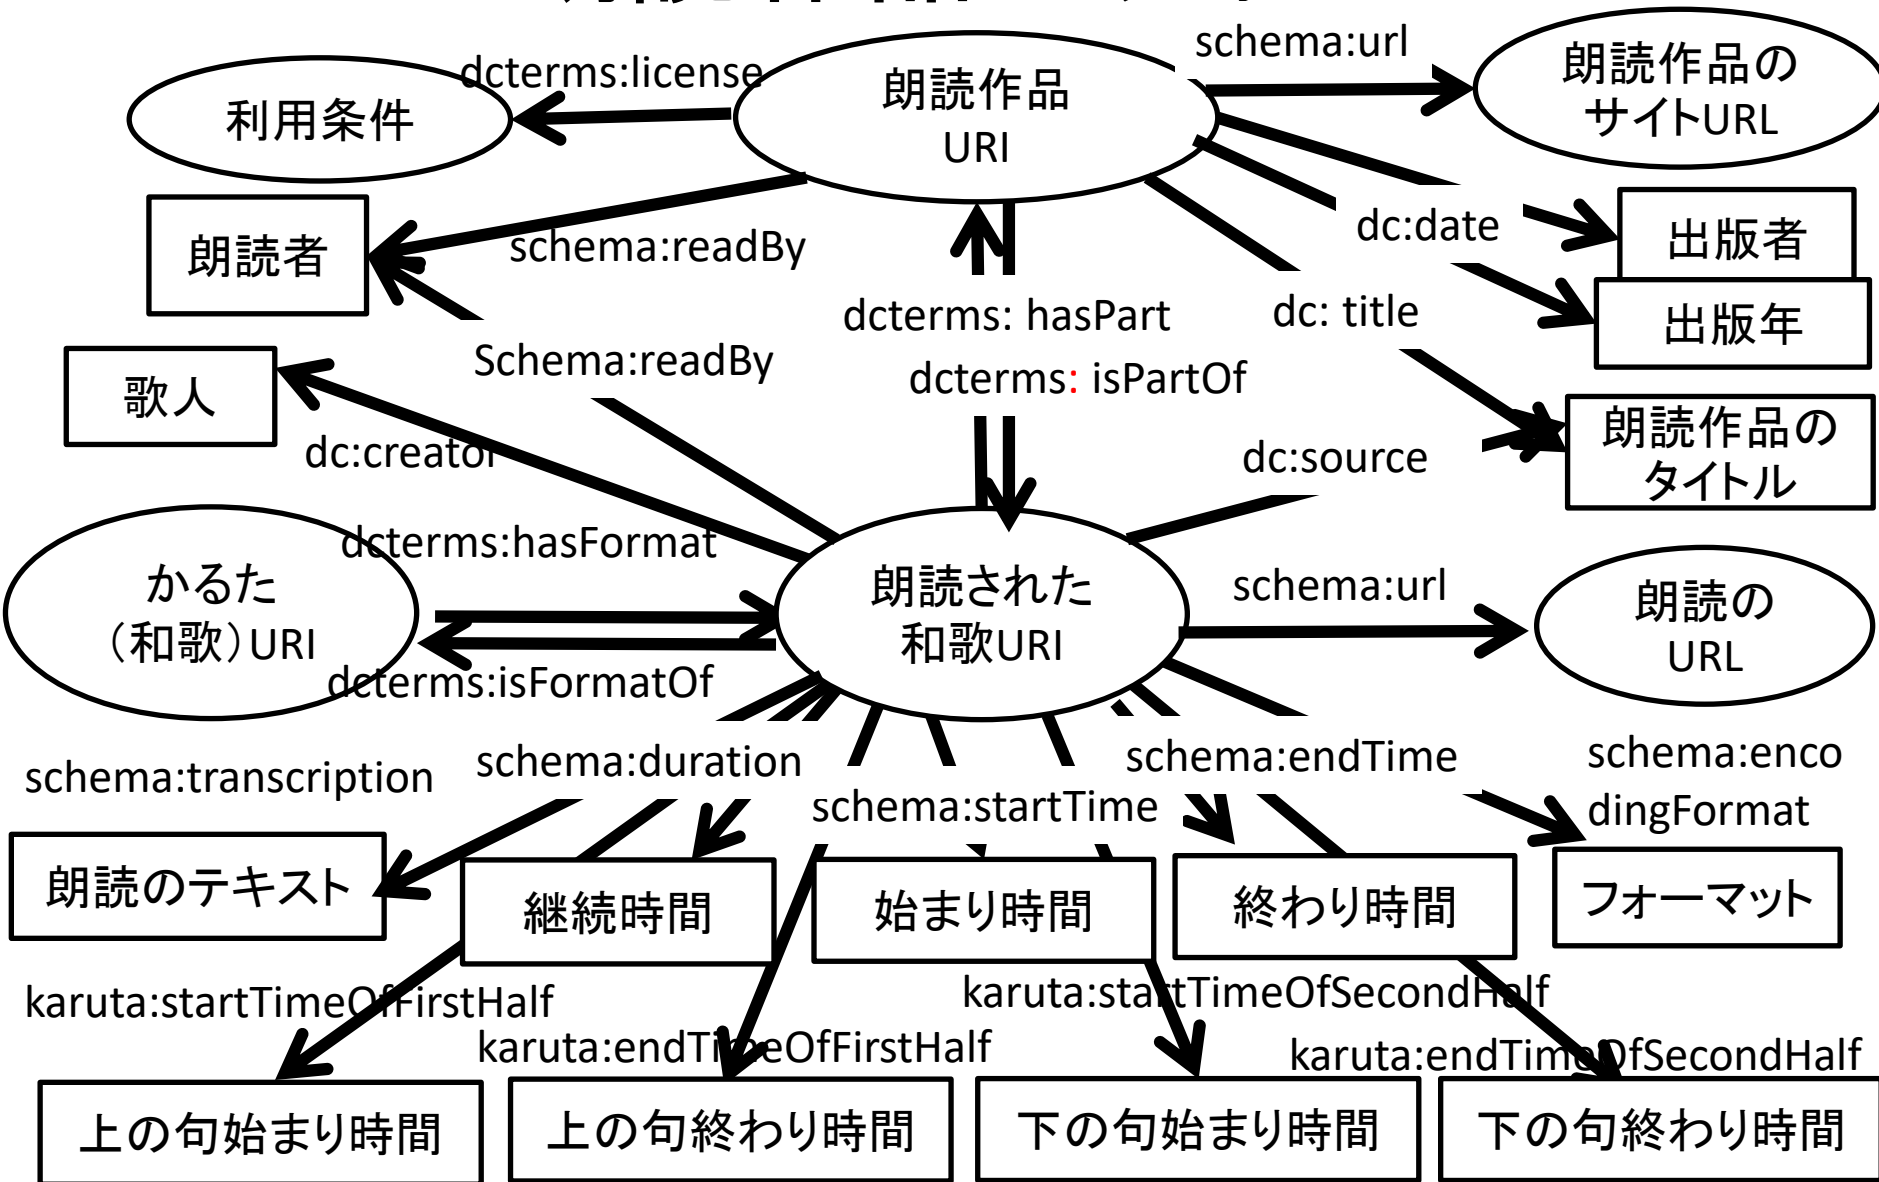 schema:url
dcterms:license
朗読作品
URI
朗読作品の
サイトURL
利用条件
朗読者
schema:readBy
dc:date
出版者
dcterms: hasPart
dc: title
出版年
歌人
Schema:readBy
dcterms: isPartOf
dc:creator
dc:source
朗読作品の
タイトル
dcterms:hasFormat
かるた
（和歌）URI
朗読された
和歌URI
schema:url
朗読の
URL
dcterms:isFormatOf
schema:transcription
schema:duration
schema:startTime
schema:endTime
schema:enco
dingFormat
朗読のテキスト
継続時間
始まり時間
終わり時間
フォーマット
karuta:startTimeOfFirstHalf
karuta:endTimeOfFirstHalf
karuta:startTimeOfSecondHalf
karuta:endTimeOfSecondHalf
上の句始まり時間
上の句終わり時間
下の句始まり時間
下の句終わり時間